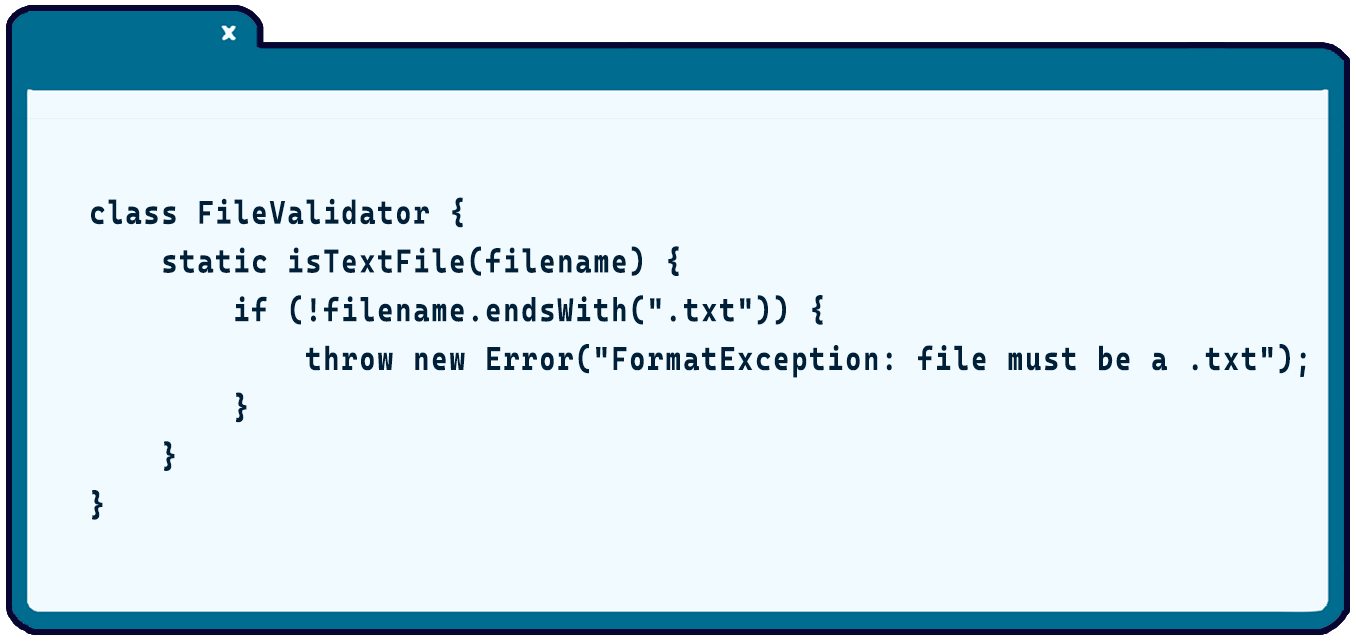 x
class FileValidator {
    static isTextFile(filename) {
        if (!filename.endsWith(".txt")) {
            throw new Error("FormatException: file must be a .txt");
        }
    }
}